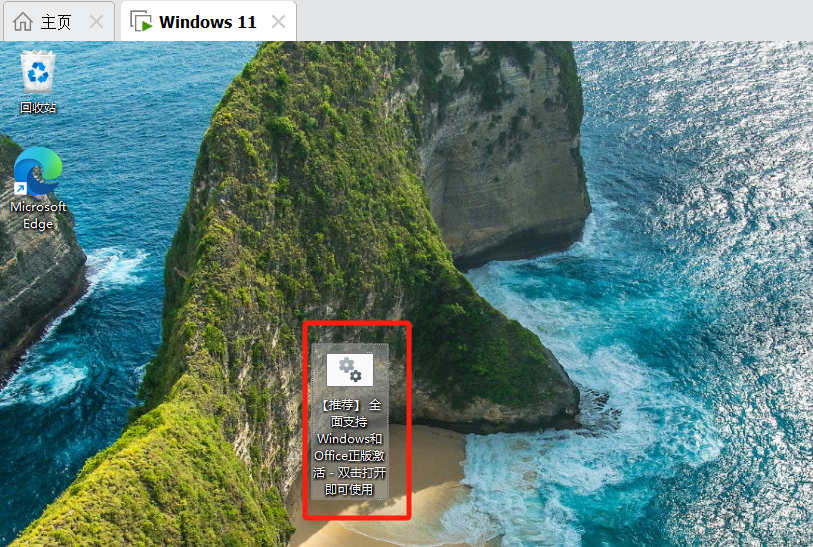 主页
Windows 11
回收站
Microsoft
Edge
【推荐】 全
面支持
Windows和
Office正版激
活 - 双击打开
即可使用